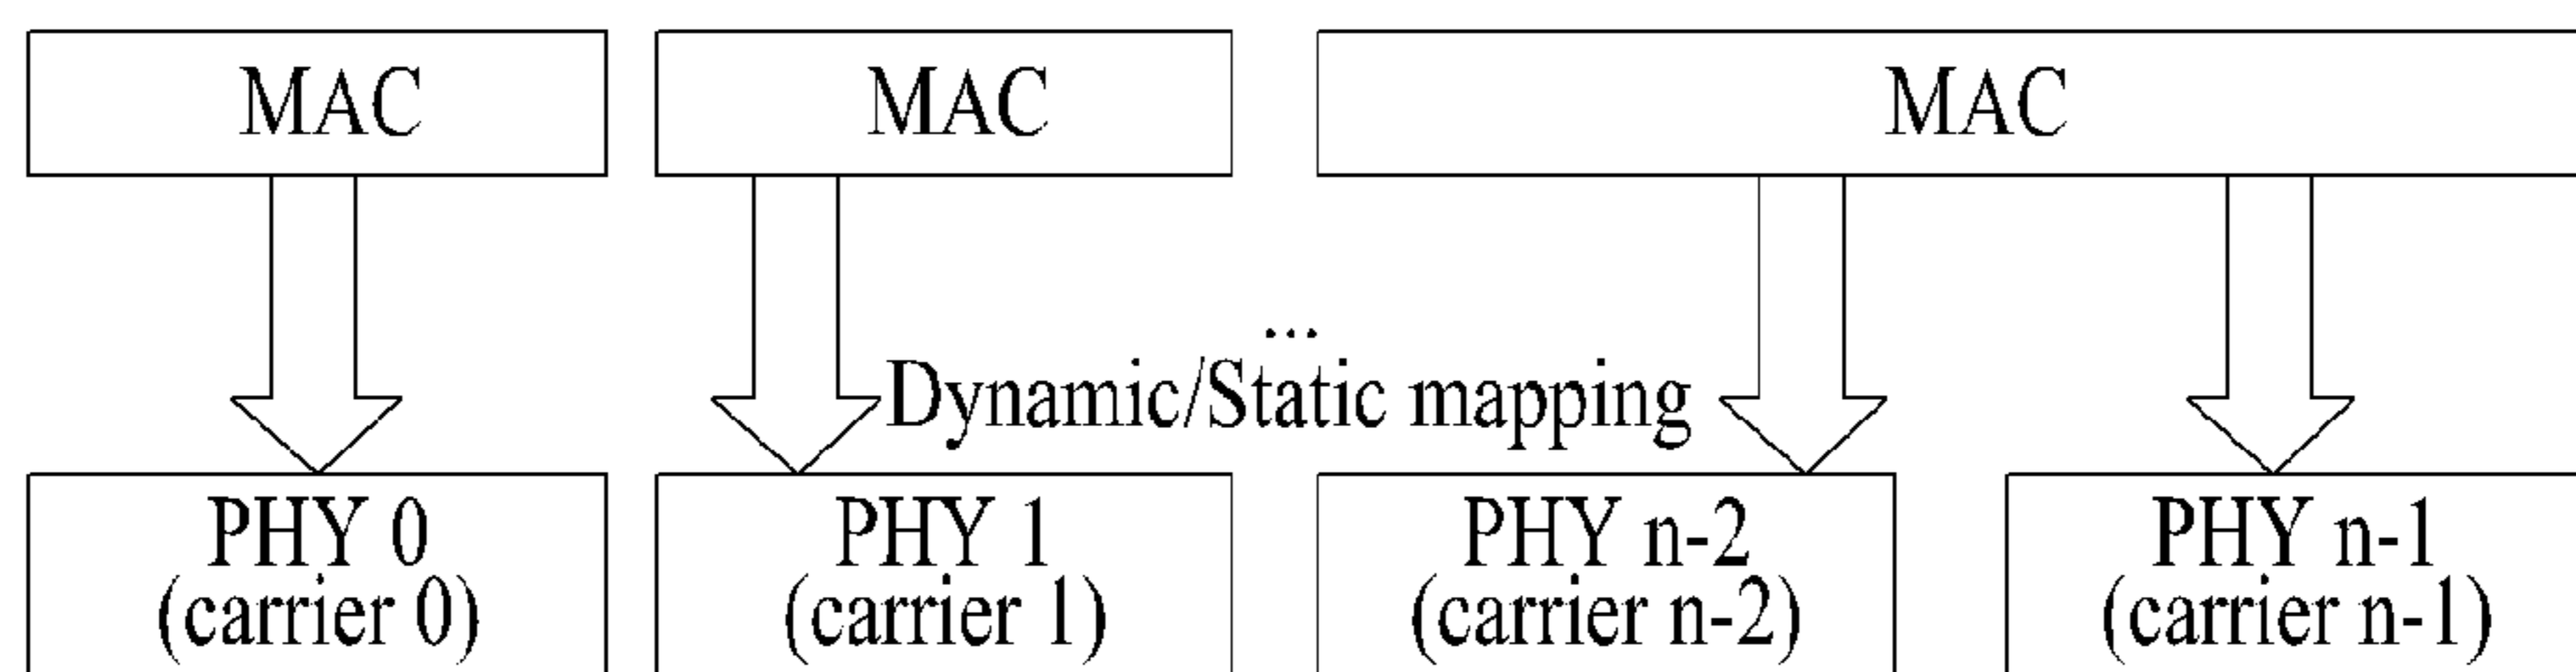 MAC
MAC
MAC
...
Dynamic/Static mapping
PHY 0
(carrier 0)
PHY 1
(carrier 1)
PHY n-2
(carrier n-2)
PHY n-1
(carrier n-1)